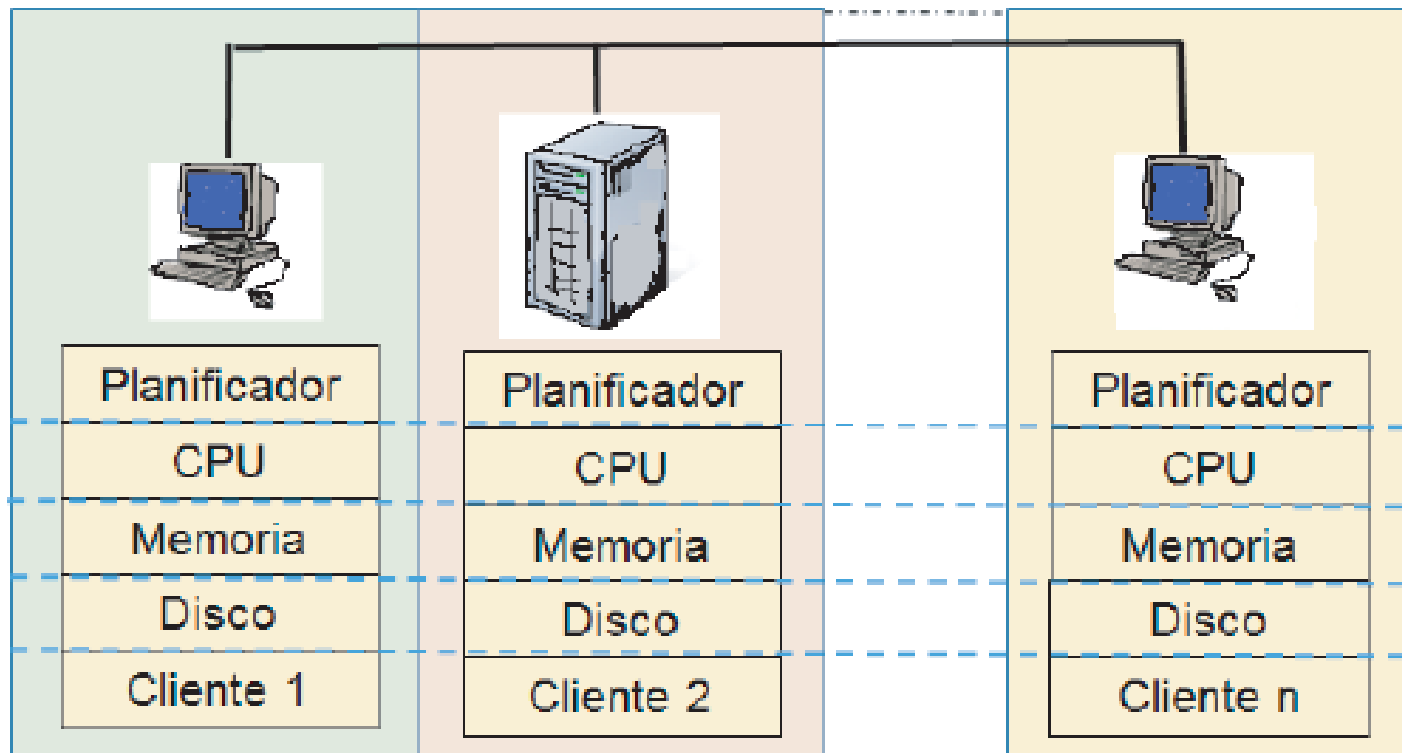 Planificador
CPU
Memoria
Disco
Cliente 1
Planificador
CPU
Memoria
Disco
Cliente 2
Planificador
CPU
Memoria
Disco
Cliente n